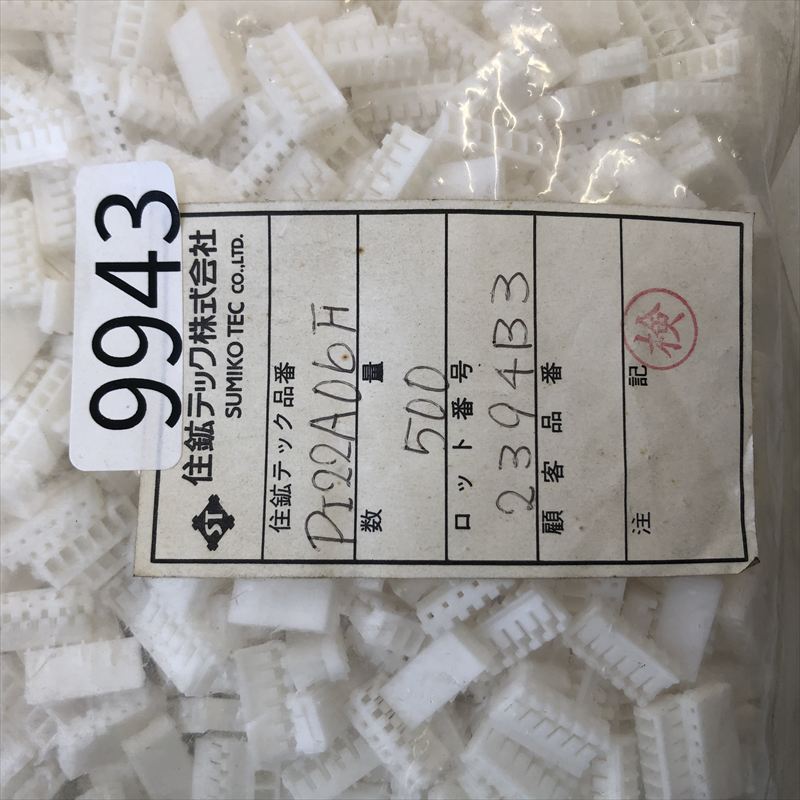 9943
住鉱テック株式会社
SUMIKO TEC CO.,LTD.
住鉱テック品番
PI22A06H
数量
500
ロット番号
2394B3
顧客品番
注記
検